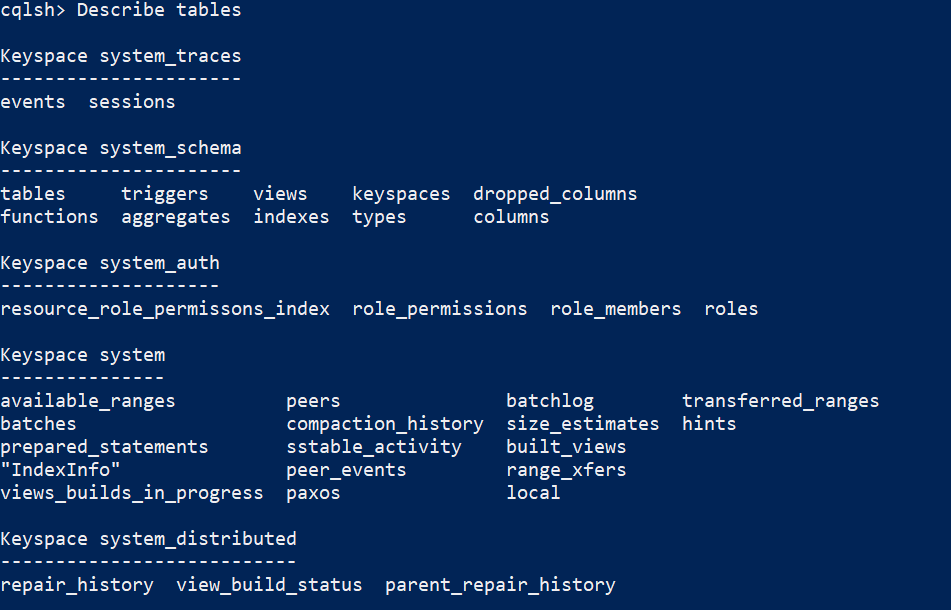 cqlsh> Describe tables
Keyspace system_traces
----------------------
events  sessions
Keyspace system_schema
----------------------
tables     triggers    views    keyspaces  dropped_columns
functions  aggregates  indexes  types      columns
Keyspace system_auth
--------------------
resource_role_permissons_index  role_permissions  role_members  roles
Keyspace system
---------------
available_ranges          peers               batchlog        transferred_ranges
batches                   compaction_history  size_estimates  hints
prepared_statements       sstable_activity    built_views
"IndexInfo"               peer_events         range_xfers
views_builds_in_progress  paxos               local
Keyspace system_distributed
---------------------------
repair_history  view_build_status  parent_repair_history